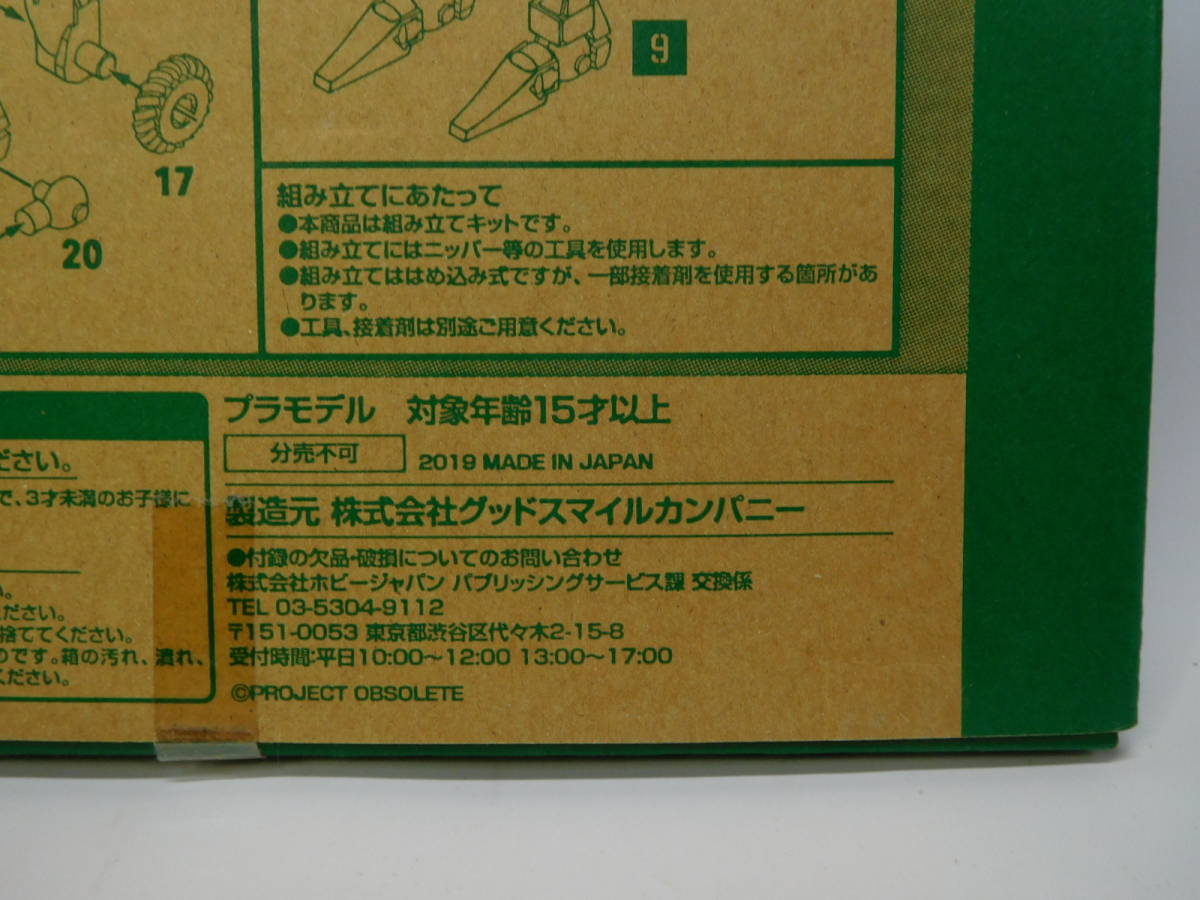 9
17
20
組み立てにあたって
●本商品は組み立てキットです。
●組み立てにはニッパー等の工具を使用します。
●組み立てははめ込み式ですが、一部接着剤を使用する箇所があ
ります。
●工具、接着剤は別途ご用意ください。
ださい。
で、3才未満のお子様に
い。
ください。
捨ててください。
のです。箱の汚れ、潰れ、
ください。
プラモデル 対象年齢15才以上
分売不可 2019 MADE IN JAPAN
製造元 株式会社グッドスマイルカンパニー
●付録の欠品・破損についてのお問い合わせ
株式会社ホビージャパン パブリッシングサービス課 交換係
TEL 03-5304-9112
〒151-0053 東京都渋谷区代々木2-15-8
受付時間:平日10:00～12:00 13:00～17:00
©PROJECT OBSOLETE